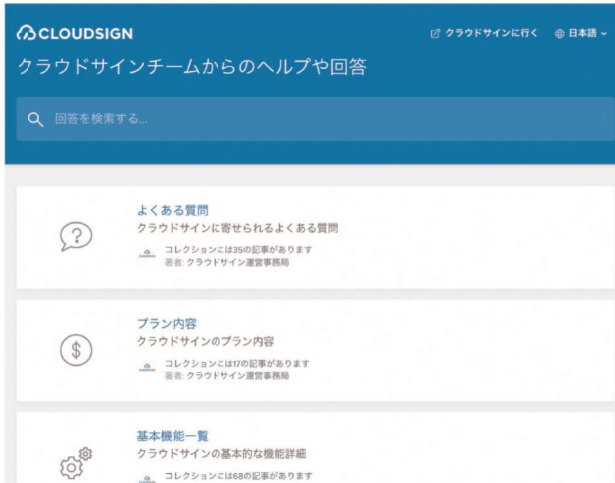 CLOUDSIGN
クラウドサインに行く 日本語
クラウドサインチームからのヘルプや回答
回答を検索する...
よくある質問
クラウドサインに寄せられるよくある質問
コレクションには35の記事があります
著者: クラウドサイン運営事務局
プラン内容
クラウドサインのプラン内容
コレクションには17の記事があります
著者: クラウドサイン運営事務局
基本機能一覧
クラウドサインの基本的な機能詳細
コレクションには68の記事があります